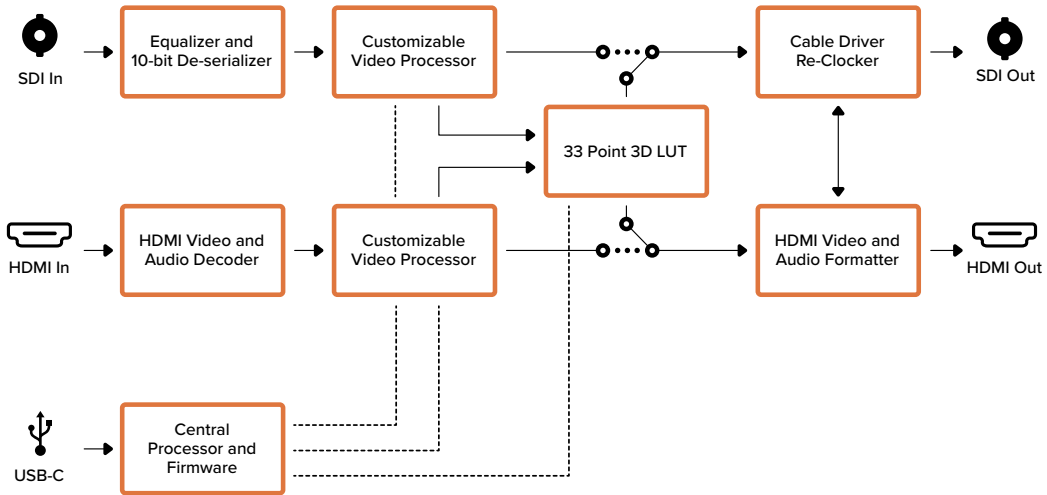 SDI In
Equalizer and
10-bit De-serializer
Customizable
Video Processor
Cable Driver
Re-Clocker
SDI Out
33 Point 3D LUT
HDMI In
HDMI Video and
Audio Decoder
Customizable
Video Processor
HDMI Video and
Audio Formatter
HDMI Out
USB-C
Central
Processor and
Firmware